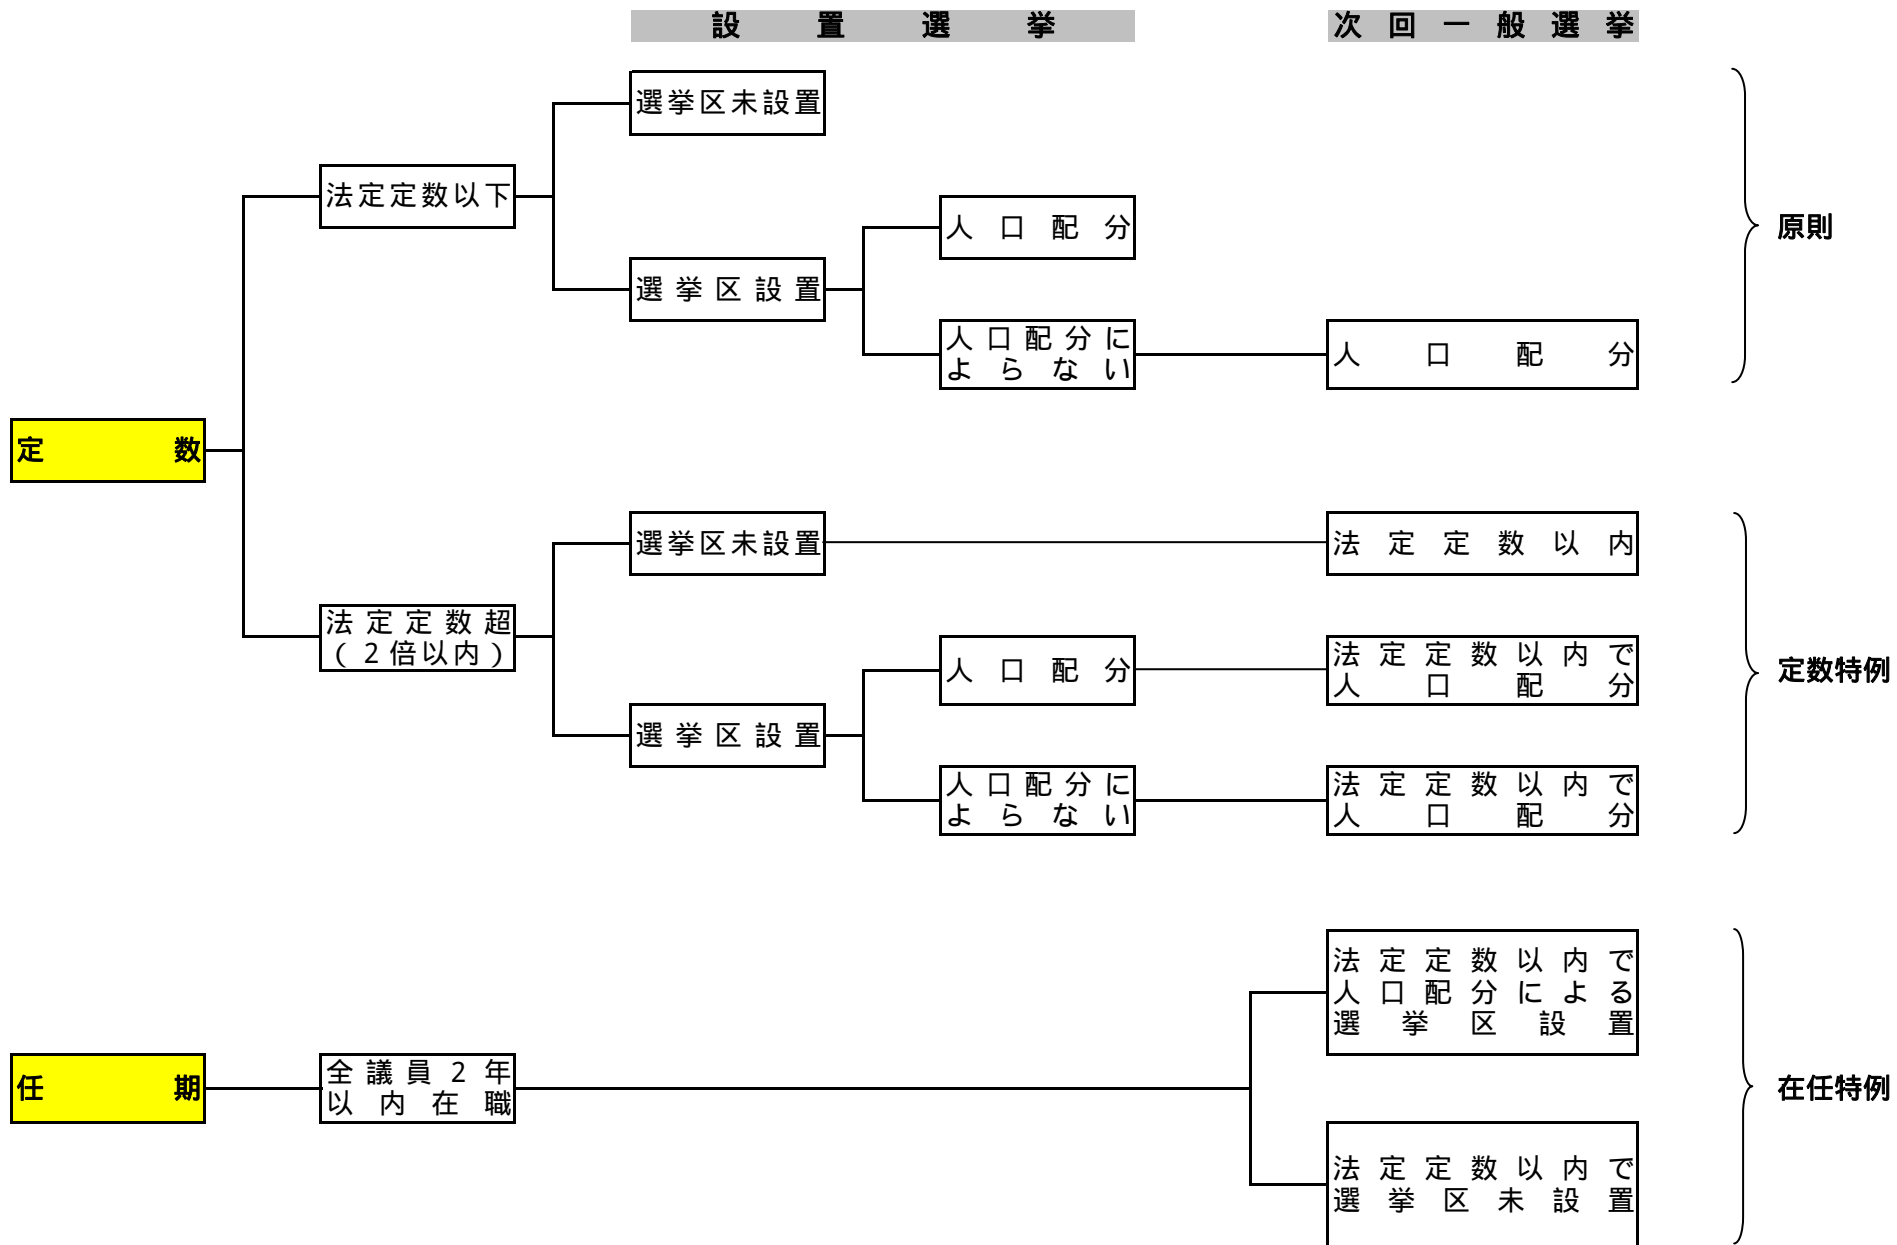 設置選挙
次回一般選挙
選挙区未設置
法定定数以下
人口配分
原則
選挙区設置
人口配分に
よらない
人口配分
定数
選挙区未設置
法定定数以内
法定定数超
(2倍以内)
人口配分
法定定数以内で
人口配分
定数特例
選挙区設置
人口配分に
よらない
法定定数以内で
人口配分
法定定数以内で
人口配分による
選挙区設置
任期
全議員2年
以内在職
在任特例
法定定数以内で
選挙区未設置